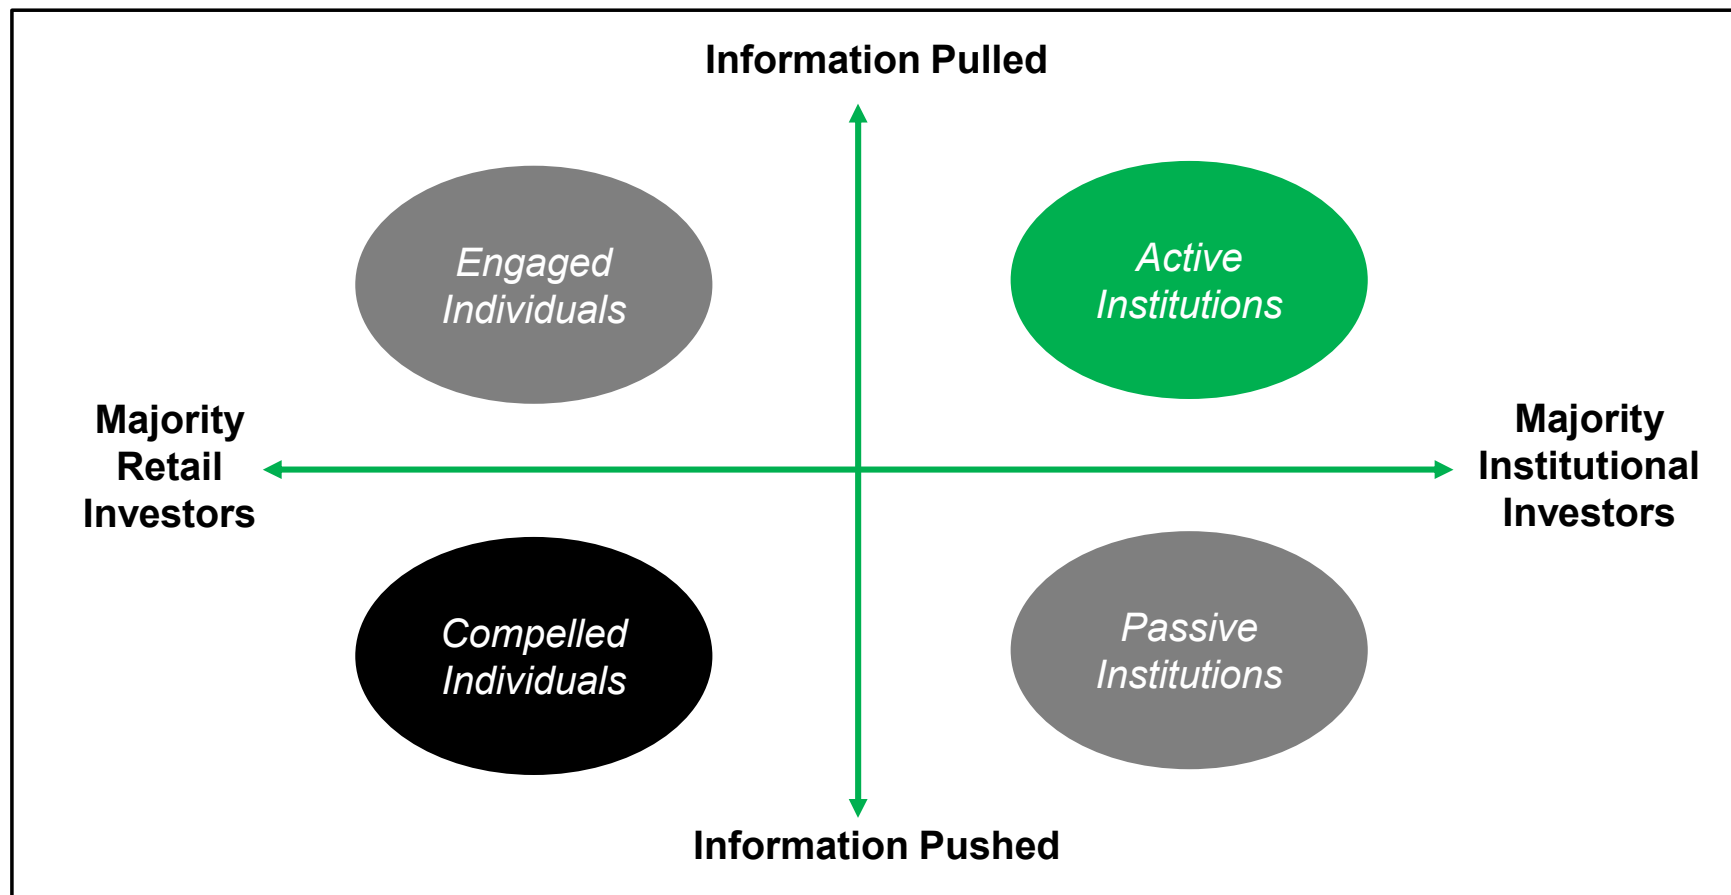 Information Pulled
Engaged
Individuals
Active
Institutions
Majority
Retail
Investors
Majority
Institutional
Investors
Compelled
Individuals
Passive
Institutions
Information Pushed